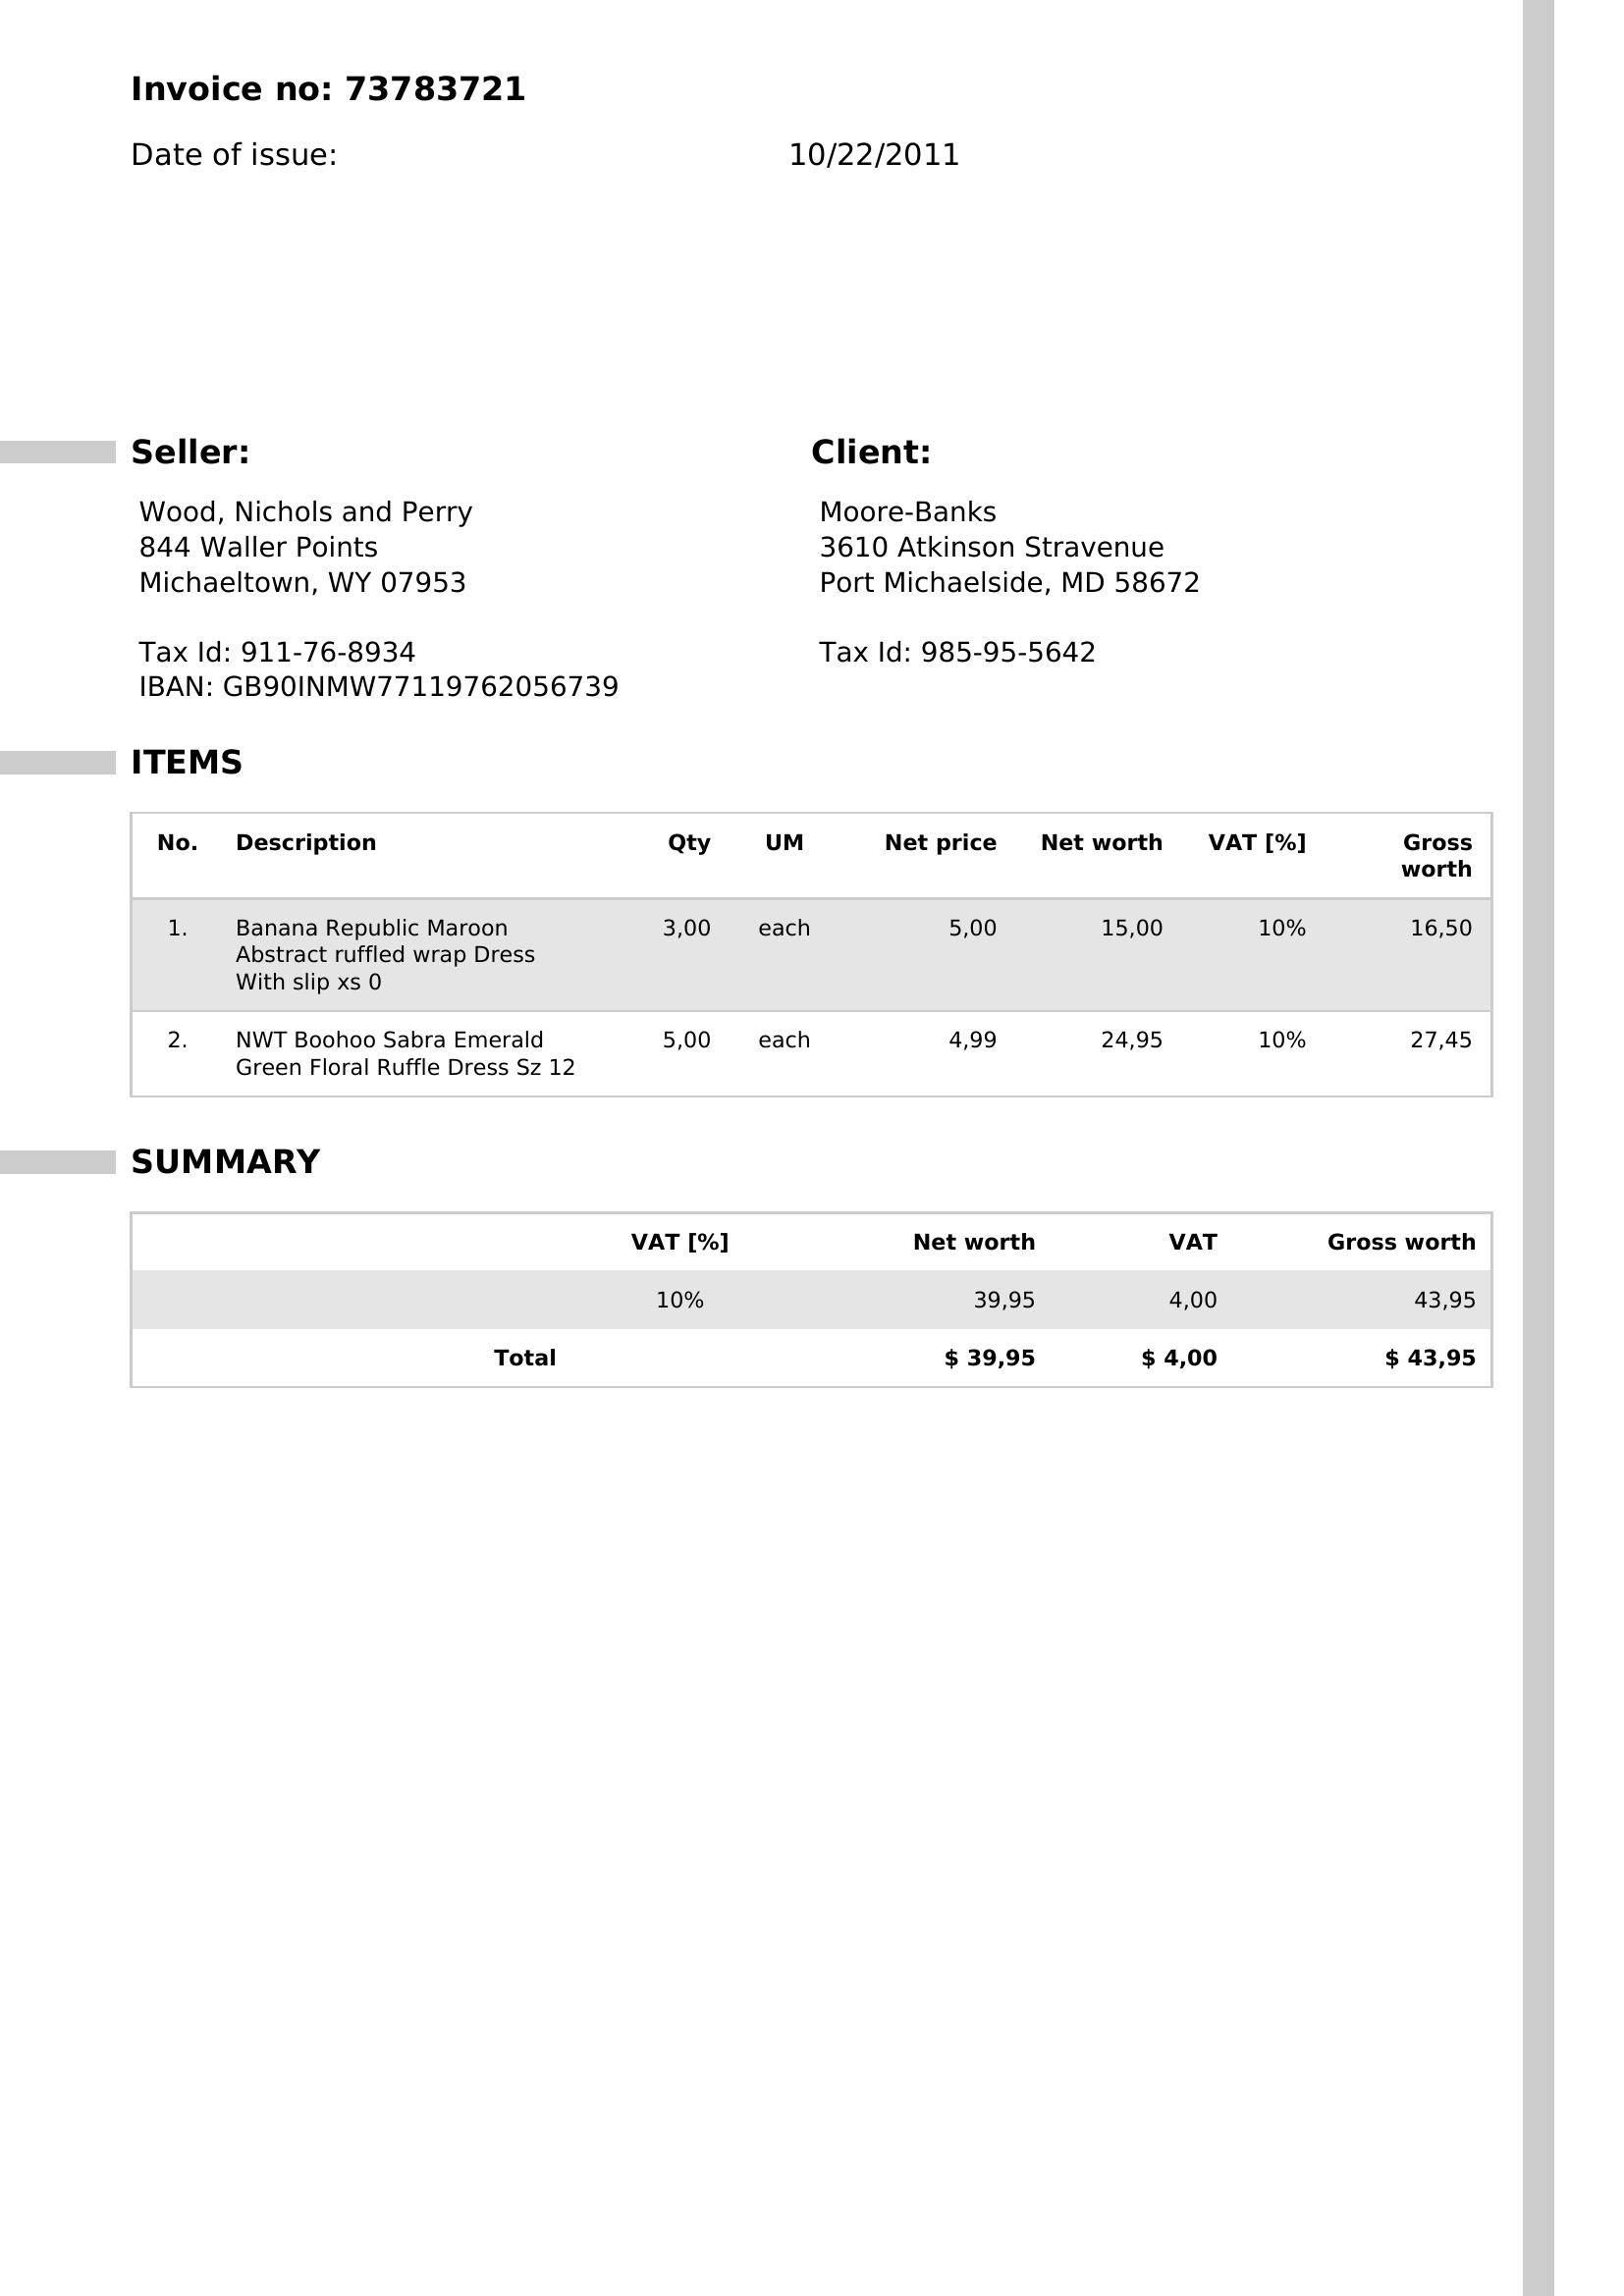 Invoice no: 73783721
Date of issue: 10/22/2011
Seller:
Wood, Nichols and Perry
844 Waller Points
Michaeltown, WY 07953
Tax Id: 911-76-8934
IBAN: GB90INMW77119762056739
Client:
Moore-Banks
3610 Atkinson Stravenue
Port Michaelside, MD 58672
Tax Id: 985-95-5642
ITEMS
No. Description Qty UM Net price Net worth VAT [%] Gross
worth
1. Banana Republic Maroon 3,00 each 5,00 15,00 10% 16,50
Abstract ruffled wrap Dress
With slip xs 0
2. NWT Boohoo Sabra Emerald 5,00 each 4,99 24,95 10% 27,45
Green Floral Ruffle Dress Sz 12
SUMMARY
VAT [%] Net worth VAT Gross worth
10% 39,95 4,00 43,95
Total $ 39,95 $ 4,00 $ 43,95